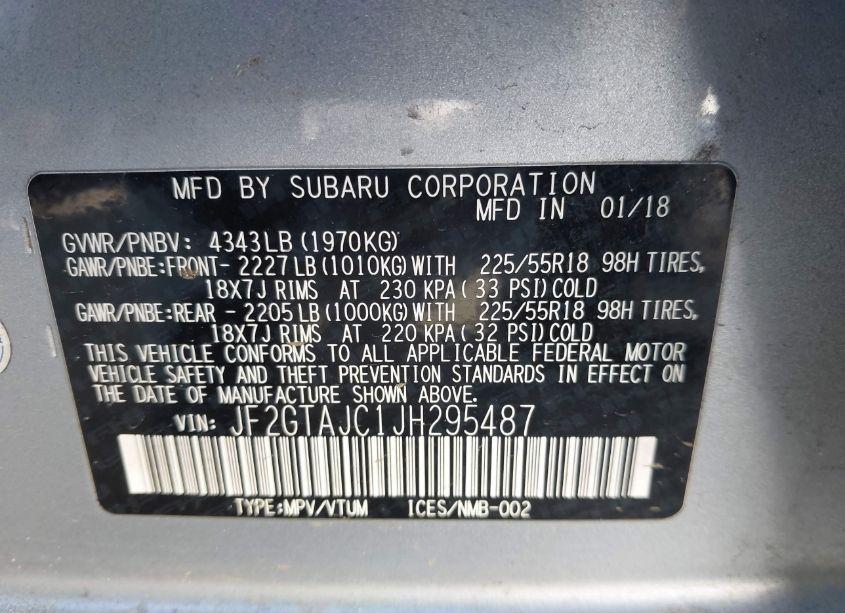 MFD BY SUBARU CORPORATION
MFD IN 01/18
GVWR/PNBV: 4343LB (1970KG)
GAWR/PNBE:FRONT- 2227LB (1010KG)WITH 225/55R18 98H TIRES,
18X7J RIMS AT 230 KPA( 33 PSI)COLD
GAWR/PNBE:REAR - 2205LB (1000KG)WITH 225/55R18 98H TIRES,
18X7J RIMS AT 220 KPA( 32 PSI)COLD
THIS VEHICLE CONFORMS TO ALL APPLICABLE FEDERAL MOTOR
VEHICLE SAFETY AND THEFT PREVENTION STANDARDS IN EFFECT ON
THE DATE OF MANUFACTURE SHOWN ABOVE.
VIN: JF2GTAJC1JH295487
TYPE:MPV/VTUM ICES/NMB-002